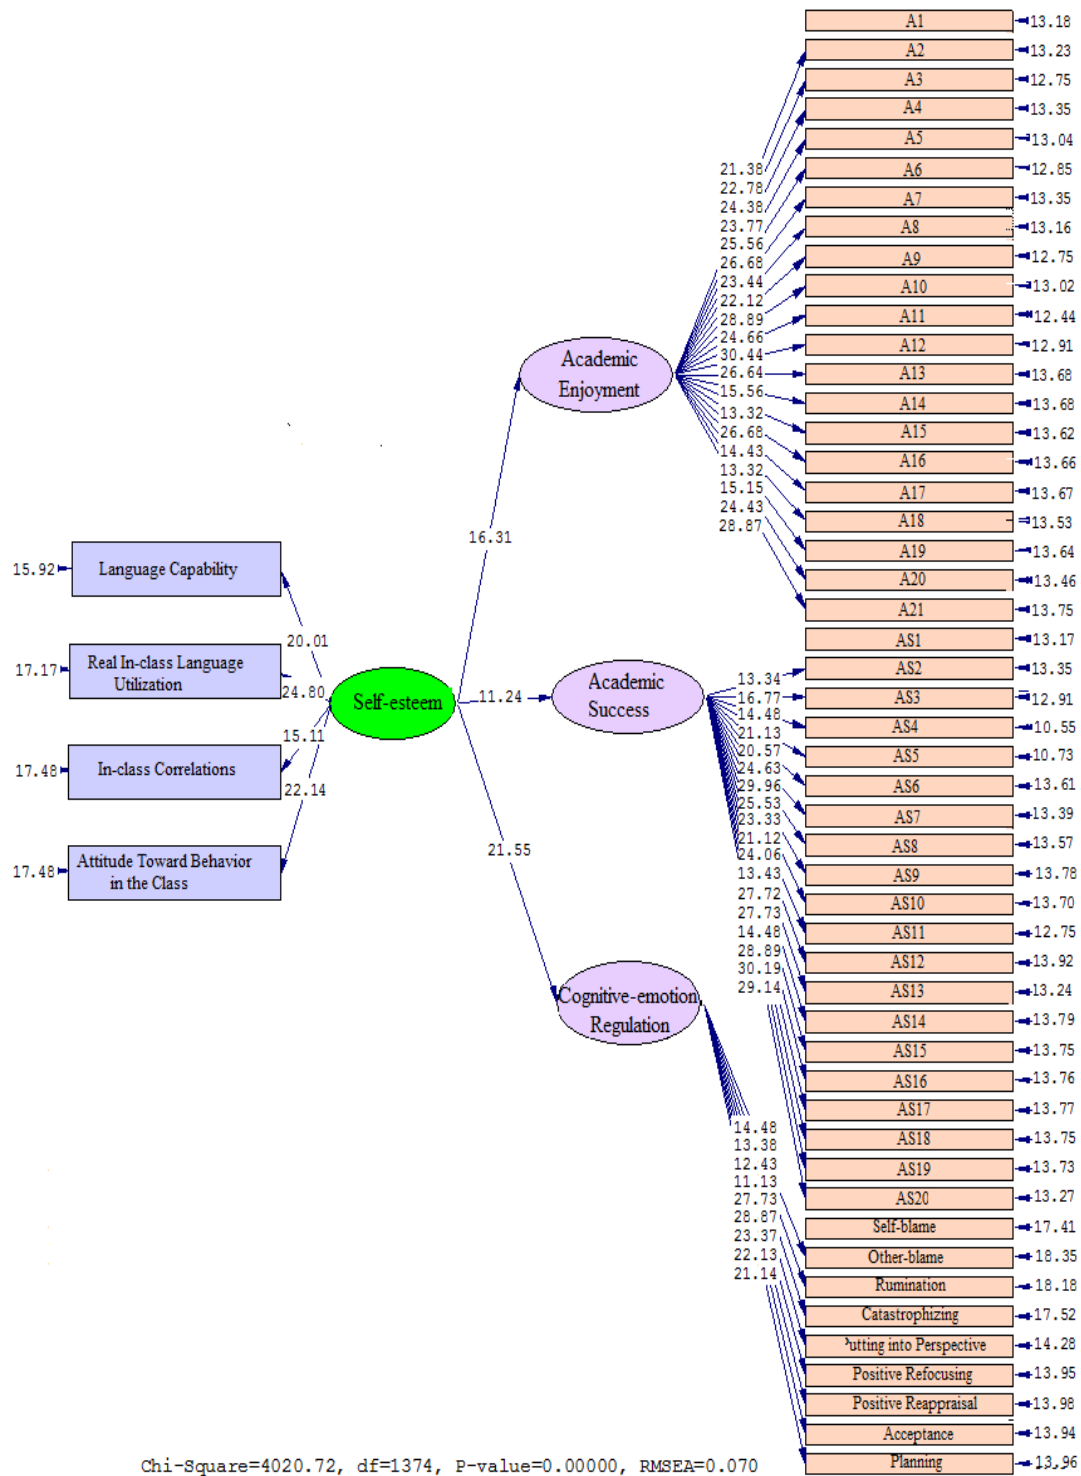 A1 13.18
A2 13.23
A3 12.75
A4 13.35
A5 13.04
A6 12.85
A7 13.35
A8 13.16
A9 12.75
A10 13.02
A11 12.44
A12 12.91
A13 13.68
A14 13.68
A15 13.62
A16 13.66
A17 13.67
A18 13.53
A19 13.64
A20 13.46
A21 13.75
AS1 13.17
AS2 13.35
AS3 12.91
AS4 10.55
AS5 10.73
AS6 13.61
AS7 13.39
AS8 13.57
AS9 13.78
AS10 13.70
AS11 12.75
AS12 13.92
AS13 13.24
AS14 13.79
AS15 13.75
AS16 13.76
AS17 13.77
AS18 13.75
AS19 13.73
AS20 13.27
Self-blame 17.41
Other-blame 18.35
Rumination 18.18
Catastrophizing 17.52
utting into Perspective 14.28
Positive Refocusing 13.95
Positive Reappraisal 13.98
Acceptance 13.94
Planning 13.96
21.38
22.78
24.38
23.77
25.56
26.68
23.44
22.12
28.89
24.66
30.44
26.64
15.56
13.32
26.68
14.43
13.32
15.15
24.43
28.87
Academic
Enjoyment
16.31
15.92 Language Capability
20.01
17.17 Real In-class Language
Utilization
24.80
Self-esteem
11.24
Academic
Success
15.11
17.48 In-class Correlations
22.14
17.48 Attitude Toward Behavior
in the Class
21.55
13.34
16.77
14.48
21.13
20.57
24.63
29.96
25.53
23.33
21.12
24.06
13.43
27.72
27.73
14.48
28.89
30.19
29.14
Cognitive-emotion
Regulation
14.48
13.38
12.43
11.13
27.73
28.87
23.37
22.13
21.14
Chi-Square=4020.72, df=1374, P-value=0.00000, RMSEA=0.070